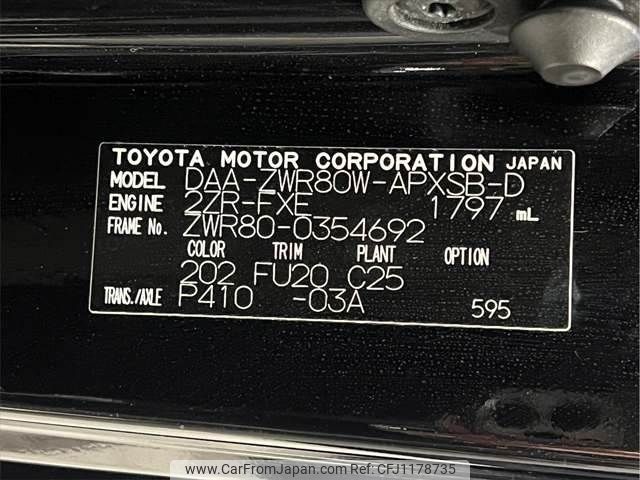 TOYOTA MOTOR CORPORATION JAPAN
MODEL DAA-ZWR80W-APXSB-D
ENGINE 2ZR-FXE 1797 mL
FRAME No. ZWR80-0354692
COLOR TRIM PLANT OPTION
202 FU20 C25
TRANS./AXLE P410 -03A 595
www.CarFromJapan.com | Ref No: CFJ1178735